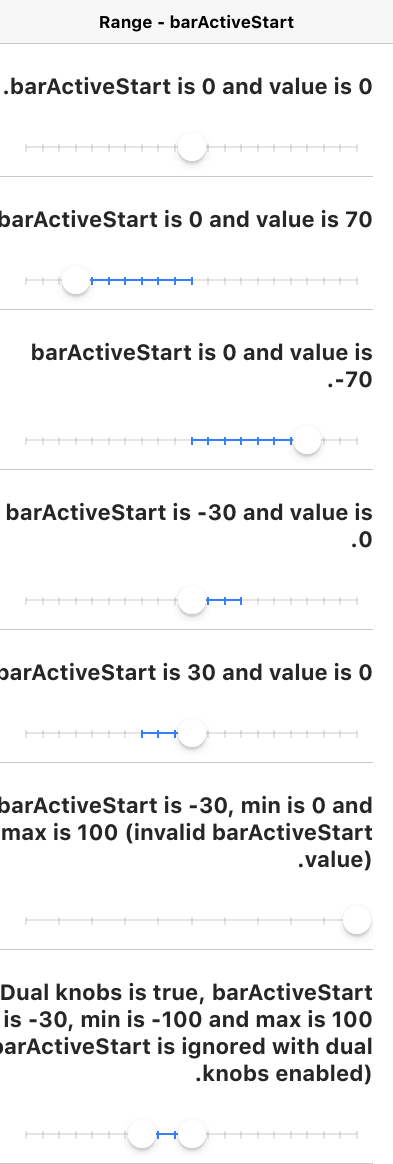 Range - barActiveStart
.barActiveStart is 0 and value is 0
barActiveStart is 0 and value is 70
barActiveStart is 0 and value is
.-70
barActiveStart is -30 and value is
.0
barActiveStart is 30 and value is 0
barActiveStart is -30, min is 0 and
max is 100 (invalid barActiveStart
.value)
Dual knobs is true, barActiveStart
is -30, min is -100 and max is 100
barActiveStart is ignored with dual
.knobs enabled)